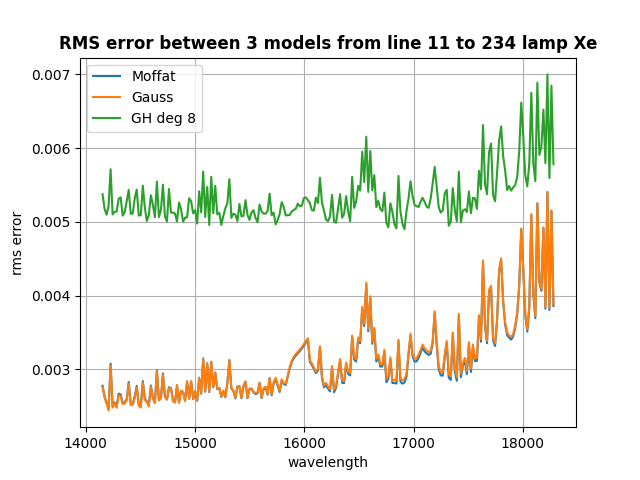 RMS error between 3 models from line 11 to 234 lamp Xe
Moffat
Gauss
GH deg 8
0.007
0.006
0.005
0.004
0.003
rms error
14000 15000 16000 17000 18000
wavelength